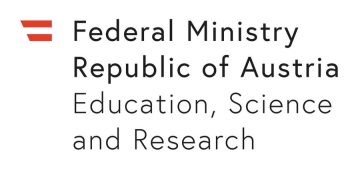 Federal Ministry
Republic of Austria
Education, Science
and Research